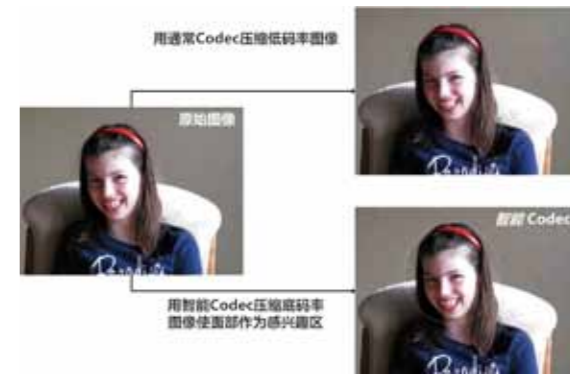 用通常Codec压缩低码率图像
原始图像
智能 Codec
用智能Codec压缩底码率
图像使面部作为感兴趣区